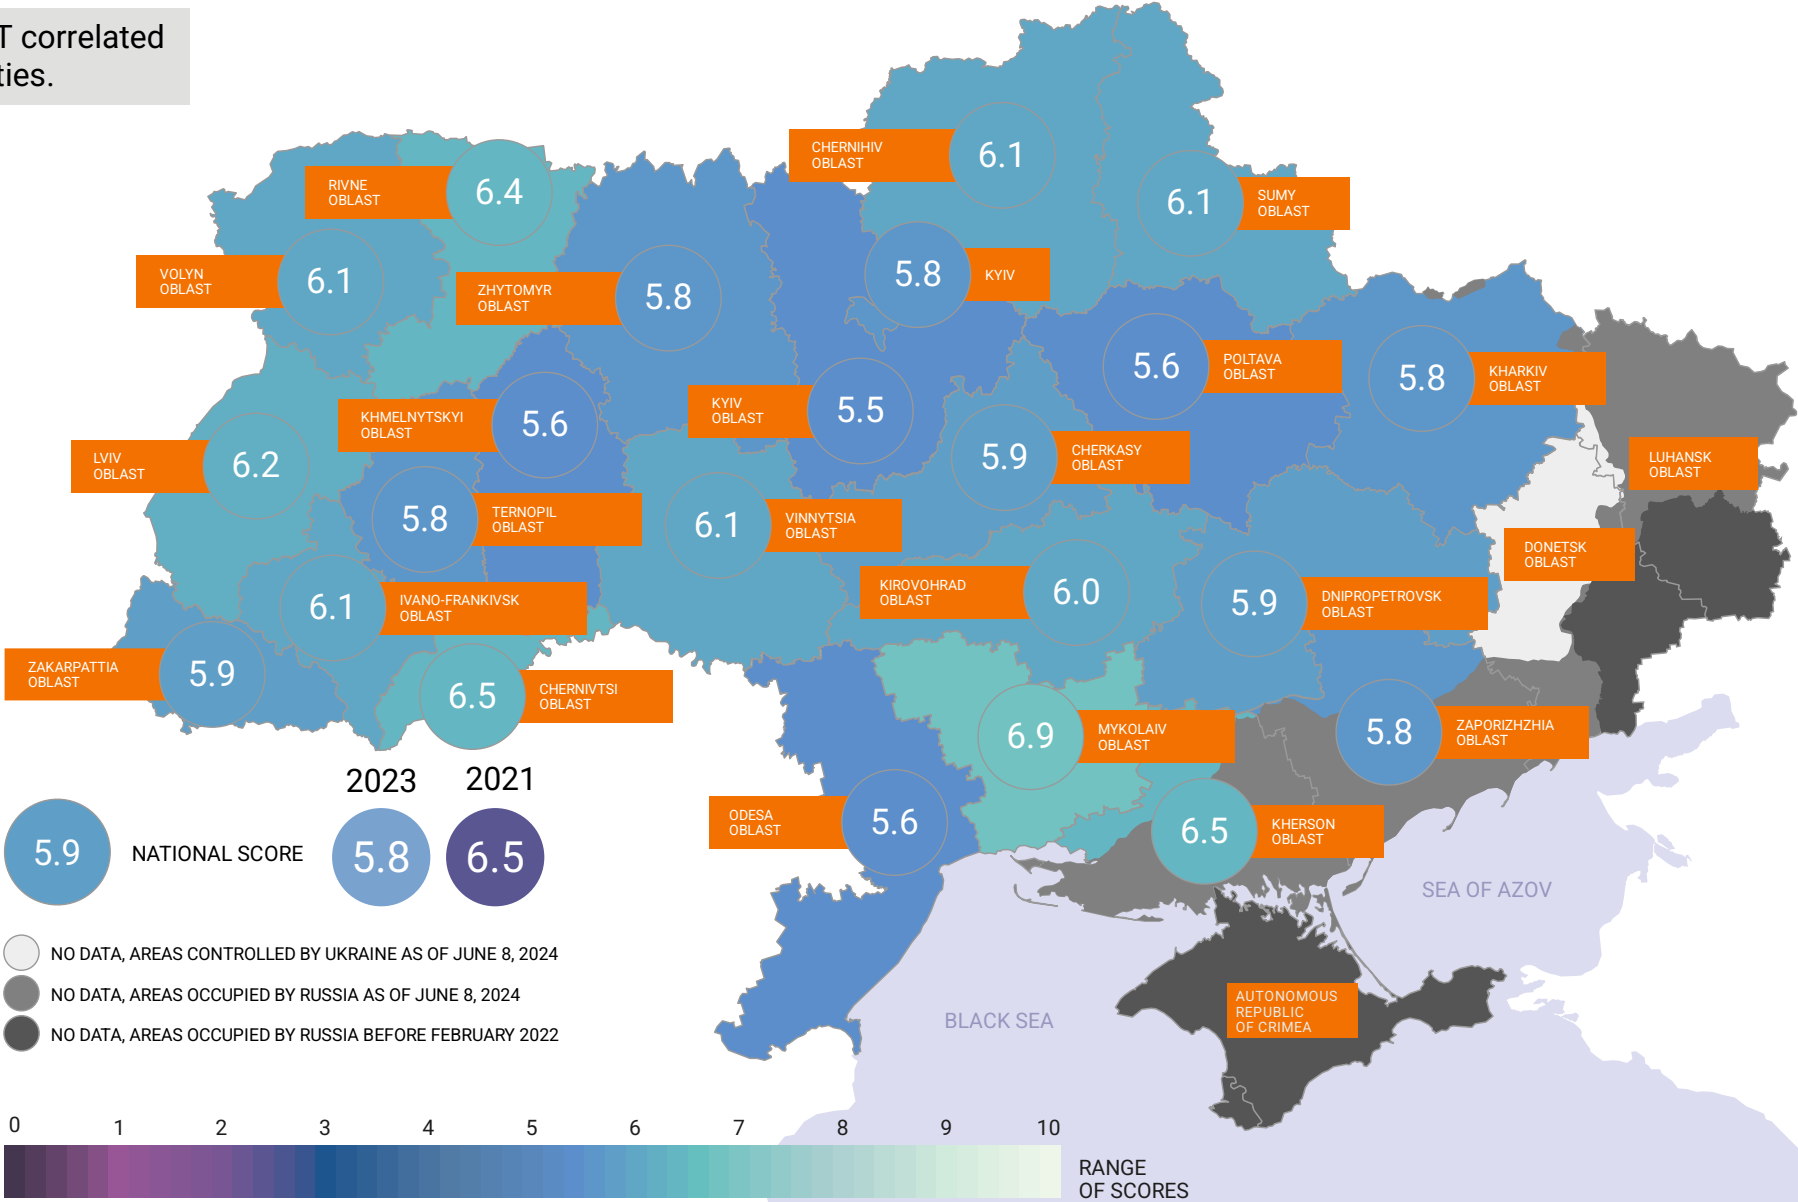 T correlated
ties.
CHERNIHIV
OBLAST
6.1
RIVNE
OBLAST
6.4
6.1
SUMY
OBLAST
VOLYN
OBLAST
6.1
ZHYTOMYR
OBLAST
5.8
5.8
KYIV
5.6
POLTAVA
OBLAST
5.8
KHARKIV
OBLAST
KHMELNYTSKYI
OBLAST
5.6
KYIV
OBLAST
5.5
5.9
CHERKASY
OBLAST
LUHANSK
OBLAST
LVIV
OBLAST
6.2
5.8
TERNOPIL
OBLAST
6.1
VINNYTSIA
OBLAST
DONETSK
OBLAST
6.1
IVANO-FRANKIVSK
OBLAST
KIROVOHRAD
OBLAST
6.0
5.9
DNIPROPETROVSK
OBLAST
ZAKARPATTIA
OBLAST
5.9
6.5
CHERNIVTSI
OBLAST
6.9
MYKOLAIV
OBLAST
5.8
ZAPORIZHZHIA
OBLAST
2023
2021
ODESA
OBLAST
5.6
6.5
KHERSON
OBLAST
5.9
NATIONAL SCORE
5.8
6.5
SEA OF AZOV
NO DATA, AREAS CONTROLLED BY UKRAINE AS OF JUNE 8, 2024
NO DATA, AREAS OCCUPIED BY RUSSIA AS OF JUNE 8, 2024
NO DATA, AREAS OCCUPIED BY RUSSIA BEFORE FEBRUARY 2022
BLACK SEA
AUTONOMOUS
REPUBLIC
OF CRIMEA
0 1 2 3 4 5 6 7 8 9 10
RANGE
OF SCORES